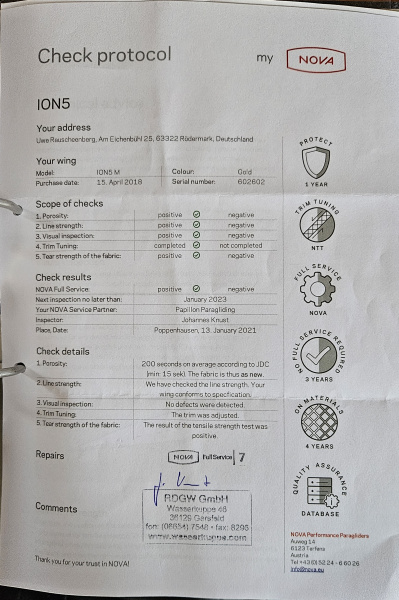 Check protocol
my NOVA
ION5
Your address
Uwe Reuschenberg, Am Eichenbühl 25, 63322 Rödermark, Deutschland
Your wing
Model: ION5 M Colour: Gold
Purchase date: 15. April 2018 Serial number: 602602
Scope of checks
1. Porosity: positive negative
2. Line strength: positive negative
3. Visual inspection: positive negative
4. Trim Tuning: completed not completed
5. Tear strength of the fabric: positive negative
Check results
NOVA Full Service: positive negative
Next inspection no later than: January 2023
Your NOVA Service Partner: Papillon Paragliding
Inspector: Johannes Knust
Place, Date: Poppenhausen, 13. January 2021
Check details
1. Porosity: 200 seconds on average according to JDC
(min: 15 sek). The fabric is thus as new.
2. Line strength: We have checked the line strength. Your
wing conforms to specification.
3. Visual inspection: No defects were detected.
4. Trim Tuning: The trim was adjusted.
5. Tear strength of the fabric: The result of the tensile strength test was
positive.
Repairs
NOVA Full Service 7
Comments
RDGW GmbH
Wasserkuppe 46
36129 Gersfeld
fon: (06654) 7548 • fax: 8296
www.wasserkuppe.com
Thank you for your trust in NOVA!
PROTECT
1 YEAR
TRIM TUNING
NTT
FULL SERVICE
NOVA
NO FULL SERVICE REQUIRED
3 YEARS
ON MATERIALS
4 YEARS
QUALITY ASSURANCE
DATABASE
NOVA Performance Paragliders
Auweg 14
6123 Terfens
Austria
Tel +43 (0) 52 24 - 6 60 26
info@nova.eu